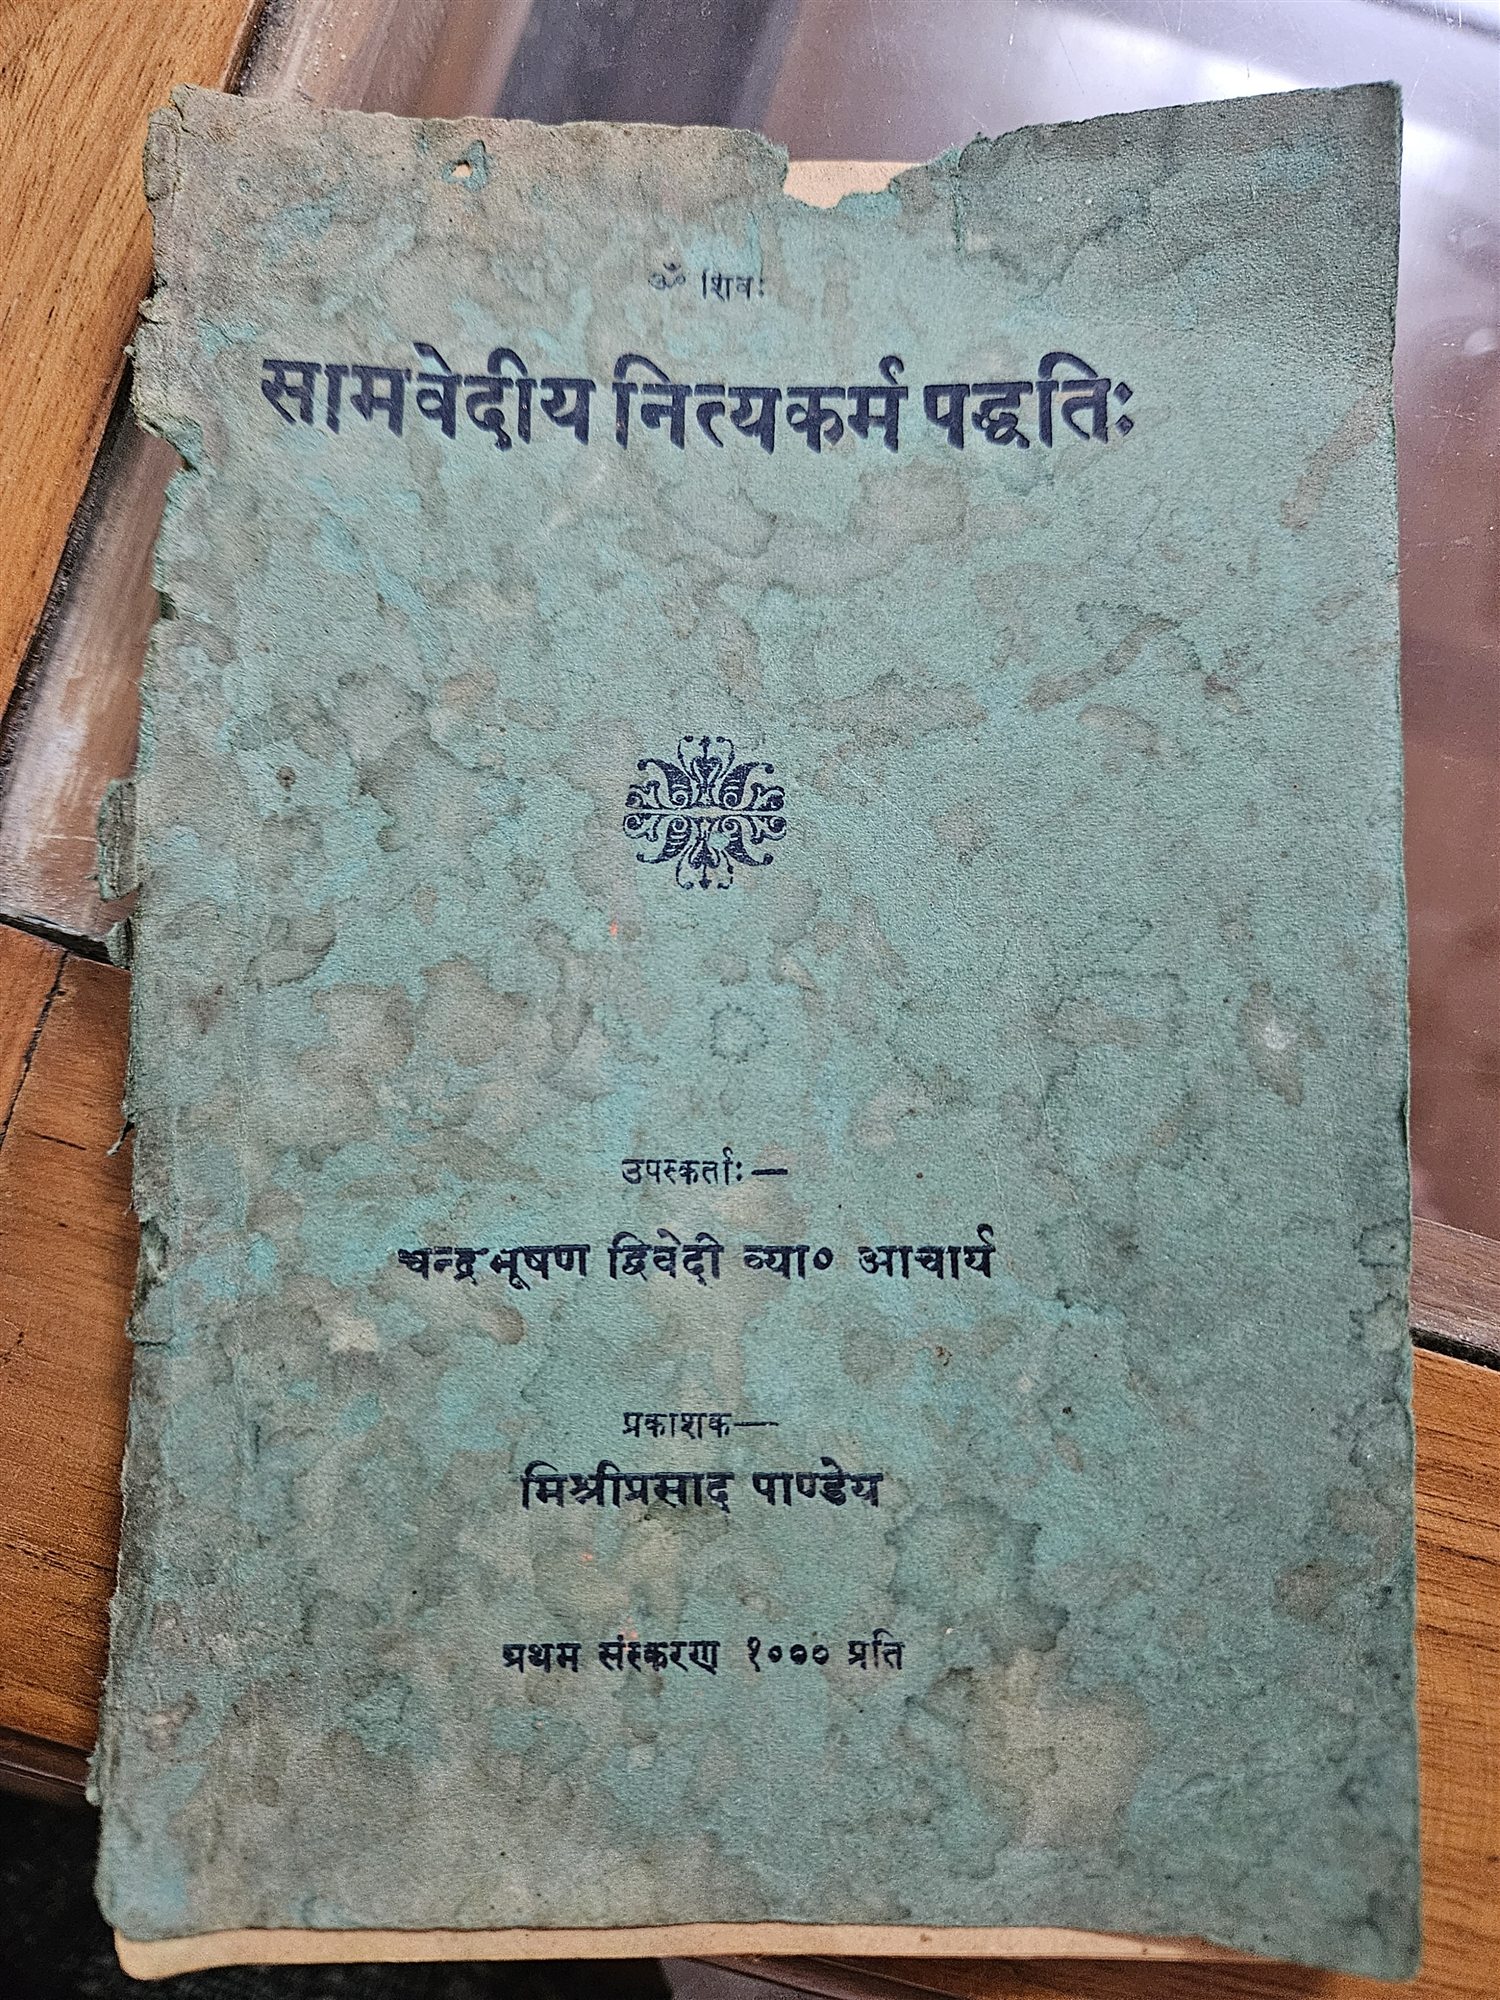 ॐ शिवः
सामवेदीय नित्यकर्म पद्धतिः
उपस्कर्ताः—
चन्द्रभूषण द्विवेदी व्या० आचार्य
प्रकाशक—
मिश्रीप्रसाद पाण्डेय
प्रथम संस्करण १००० प्रति